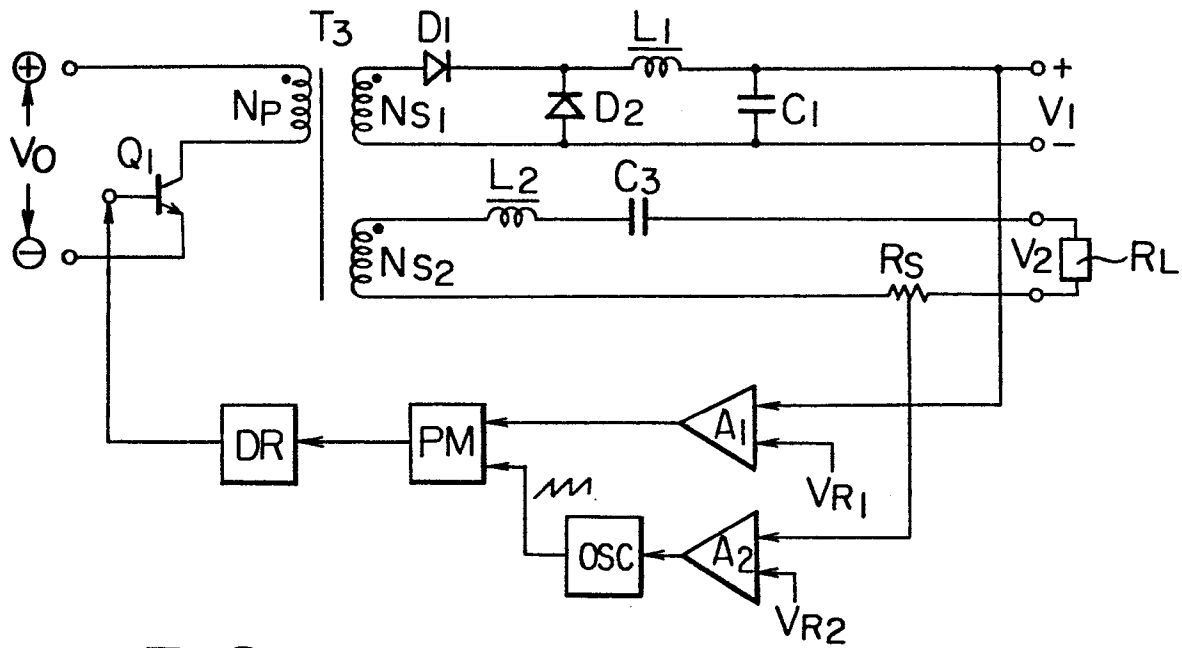 T3
D1
L1
+
NP
NS1
D2
C1
+
V1
−
V0
Q1
L2
C3
−
NS2
RS
V2
RL
DR
PM
A1
VR1
OSC
A2
VR2